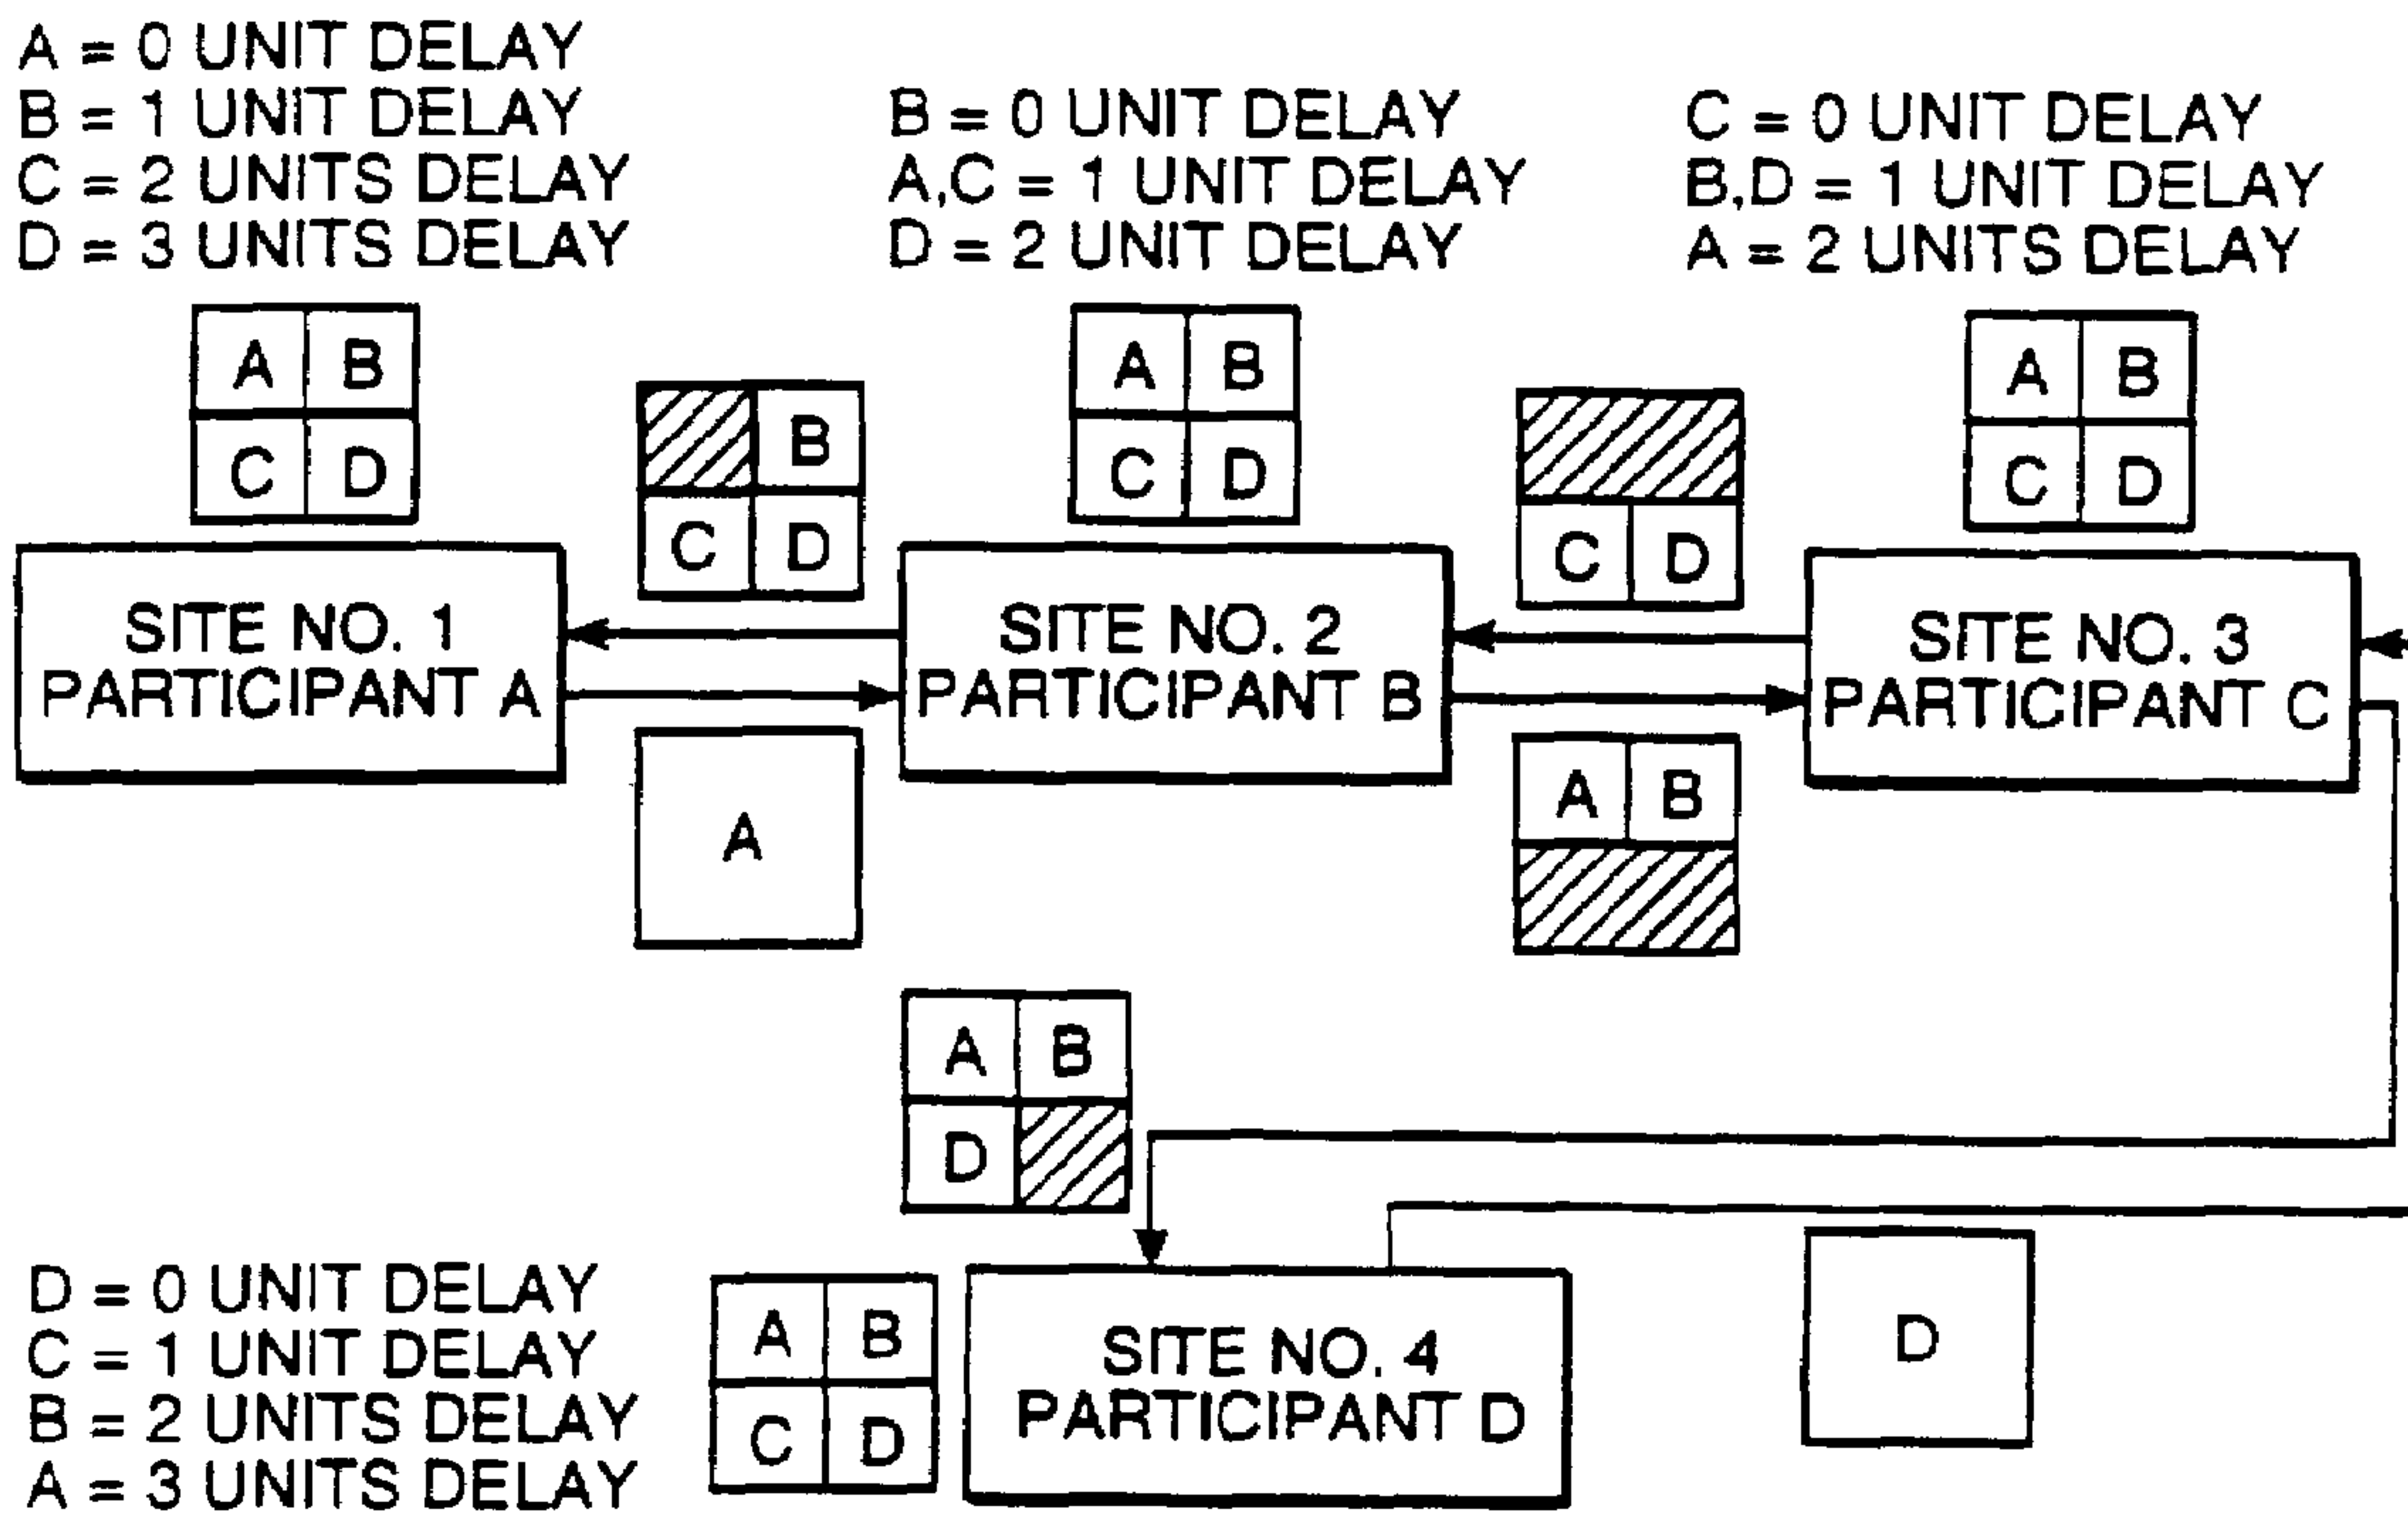 A = 0 UNIT DELAY
B = 1 UNIT DELAY
C = 2 UNITS DELAY
D = 3 UNITS DELAY
B = 0 UNIT DELAY
A,C = 1 UNIT DELAY
D = 2 UNIT DELAY
C = 0 UNIT DELAY
B,D = 1 UNIT DELAY
A = 2 UNITS DELAY
A B
C D
B
C D
A B
C D
C D
A B
C D
SITE NO. 1
PARTICIPANT A
SITE NO. 2
PARTICIPANT B
SITE NO. 3
PARTICIPANT C
A
A B
A B
D
D = 0 UNIT DELAY
C = 1 UNIT DELAY
B = 2 UNITS DELAY
A = 3 UNITS DELAY
A B
C D
SITE NO. 4
PARTICIPANT D
D